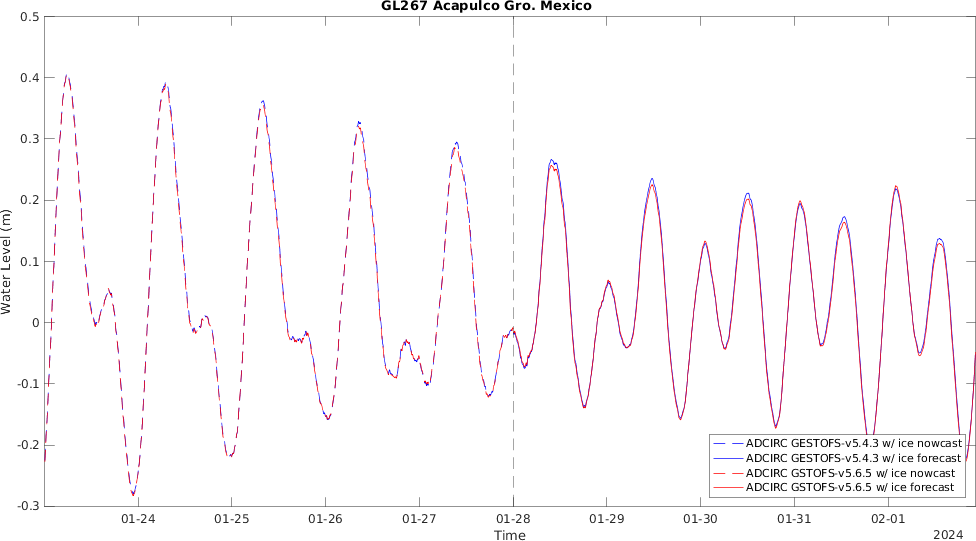 GL267 Acapulco Gro. Mexico
Water Level (m)
0.5
0.4
0.3
0.2
0.1
0
-0.1
-0.2
-0.3
ADCIRC GESTOFS-v5.4.3 w/ ice nowcast
ADCIRC GESTOFS-v5.4.3 w/ ice forecast
ADCIRC GSTOFS-v5.6.5 w/ ice nowcast
ADCIRC GSTOFS-v5.6.5 w/ ice forecast
01-24 01-25 01-26 01-27 01-28 01-29 01-30 01-31 02-01
Time
2024